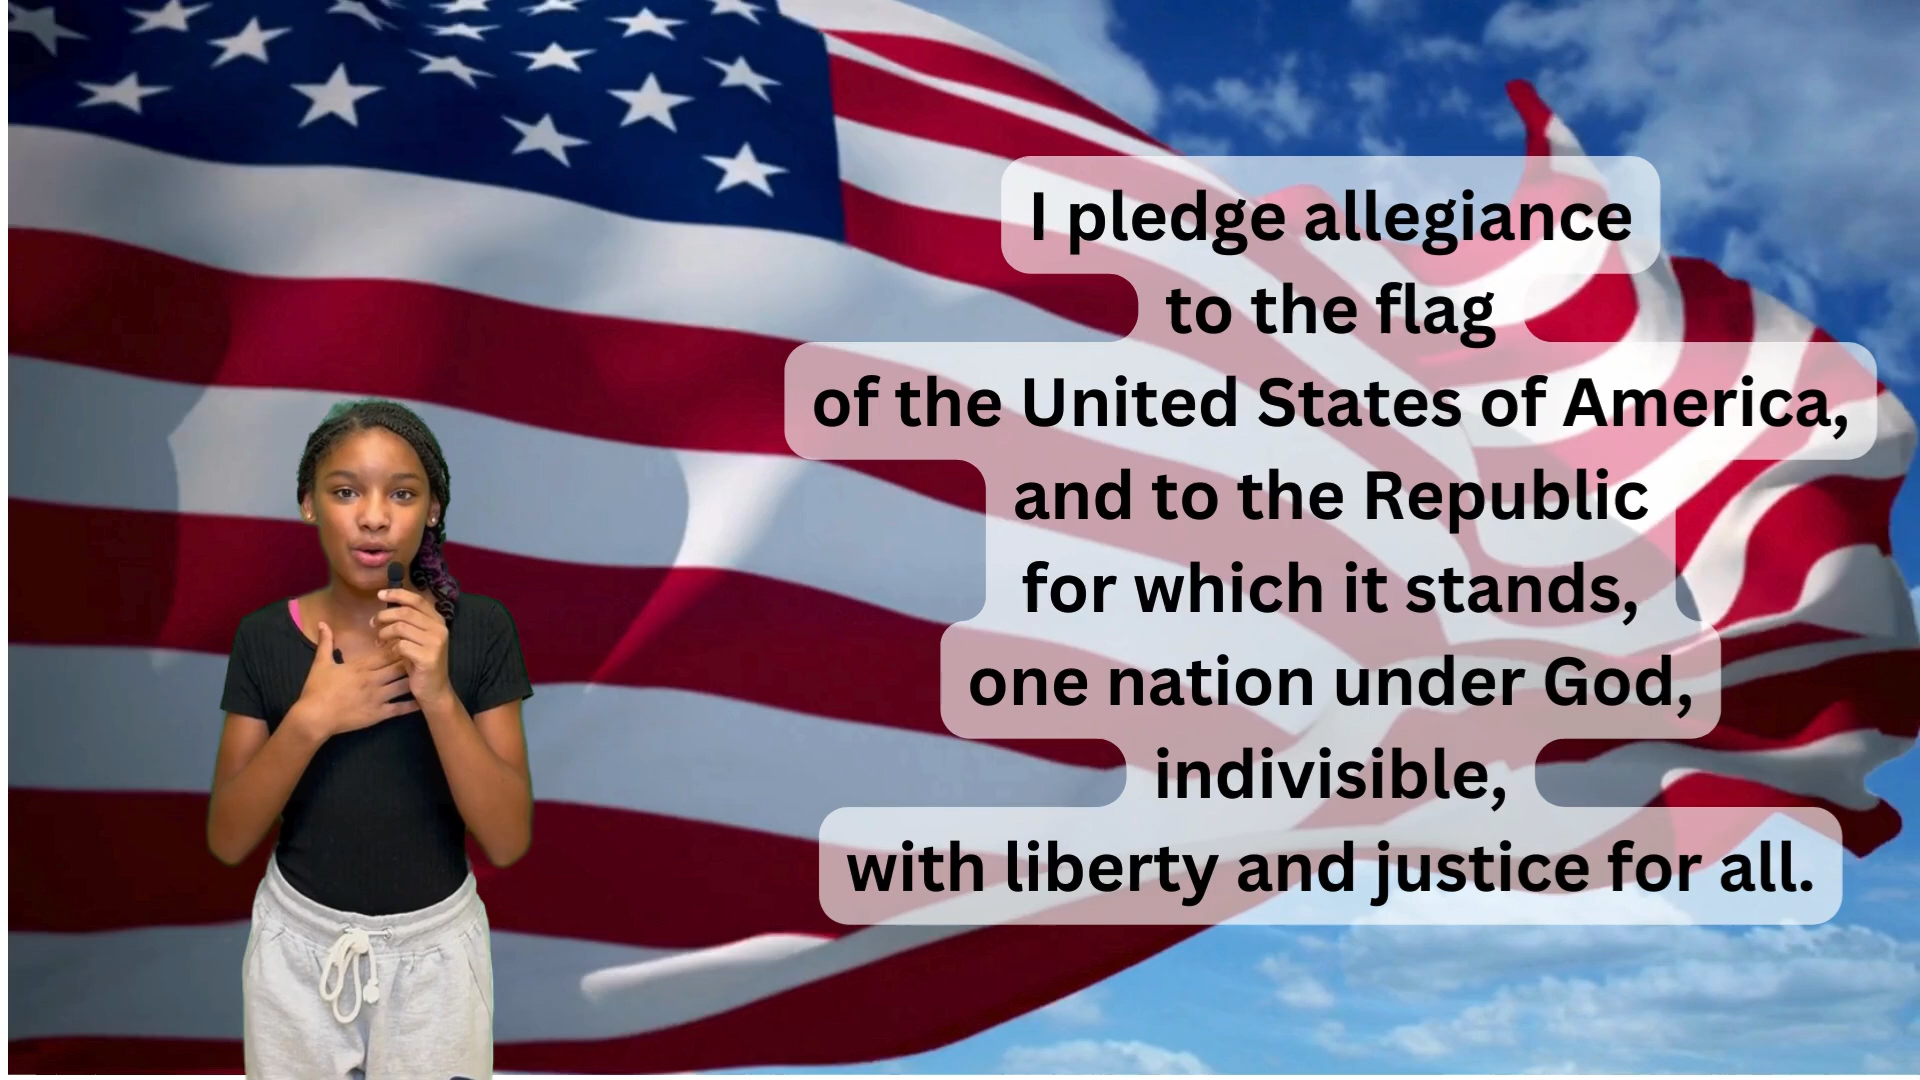 I pledge allegiance
to the flag
of the United States of America,
and to the Republic
for which it stands,
one nation under God,
indivisible,
with liberty and justice for all.